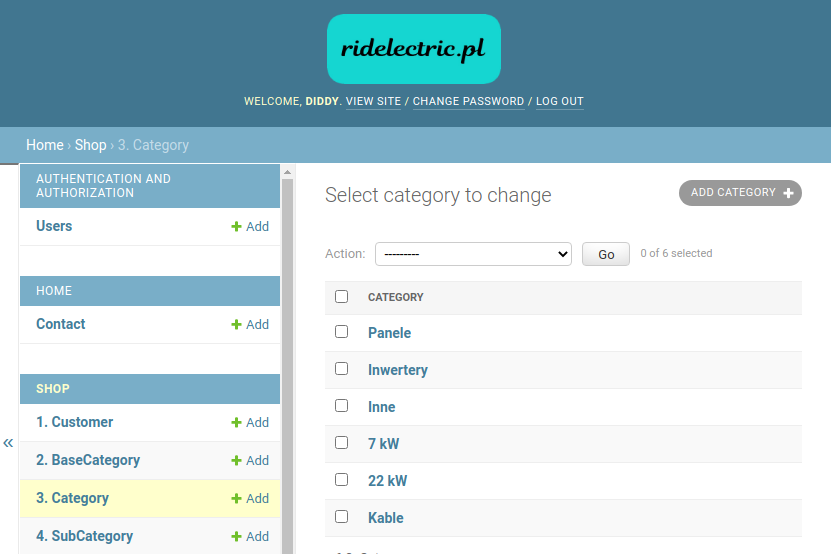 ridelectric.pl
WELCOME, DIDDY. VIEW SITE / CHANGE PASSWORD / LOG OUT
Home › Shop › 3. Category
AUTHENTICATION AND
AUTHORIZATION
Users + Add
HOME
Contact + Add
SHOP
1. Customer + Add
2. BaseCategory + Add
3. Category + Add
4. SubCategory + Add
«
Select category to change
ADD CATEGORY +
Action: --------- Go 0 of 6 selected
CATEGORY
Panele
Inwertery
Inne
7 kW
22 kW
Kable